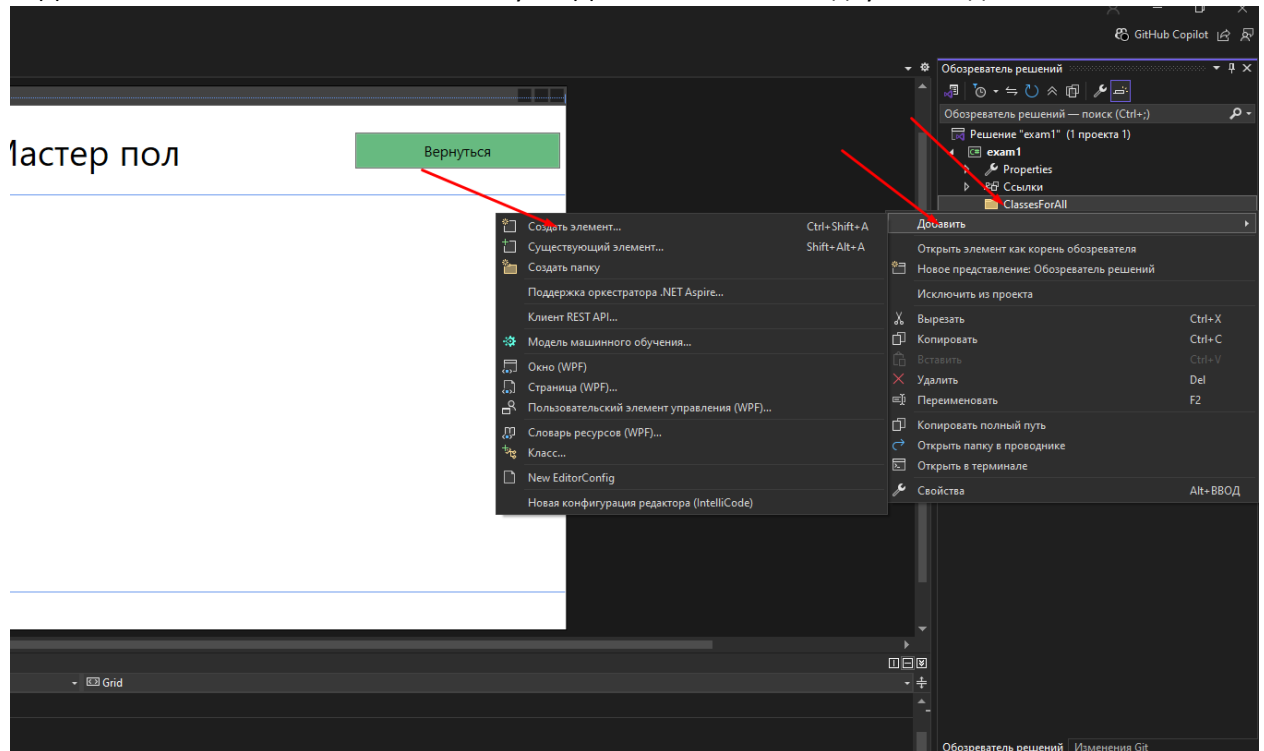 GitHub Copilot
Обозреватель решений
Обозреватель решений — поиск (Ctrl+;)
Решение "exam1" (1 проекта 1)
C# exam1
Properties
Ссылки
ClassesForAll
Мастер пол
Вернуться
Добавить
Открыть элемент как корень обозревателя
Новое представление: Обозреватель решений
Исключить из проекта
Вырезать Ctrl+X
Копировать Ctrl+C
Вставить Ctrl+V
Удалить Del
Переименовать F2
Копировать полный путь
Открыть папку в проводнике
Открыть в терминале
Свойства Alt+ВВОД
Создать элемент... Ctrl+Shift+A
Существующий элемент... Shift+Alt+A
Создать папку
Поддержка оркестратора .NET Aspire...
Клиент REST API...
Модель машинного обучения...
Окно (WPF)
Страница (WPF)...
Пользовательский элемент управления (WPF)...
Словарь ресурсов (WPF)...
Класс...
New EditorConfig
Новая конфигурация редактора (IntelliCode)
Grid
Обозреватель решений Изменения Git